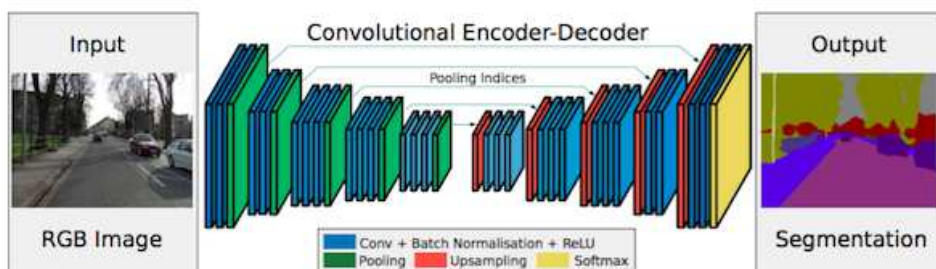 Input
RGB Image
Convolutional Encoder-Decoder
Pooling Indices
Conv + Batch Normalisation + ReLU
Pooling Upsampling Softmax
Output
Segmentation